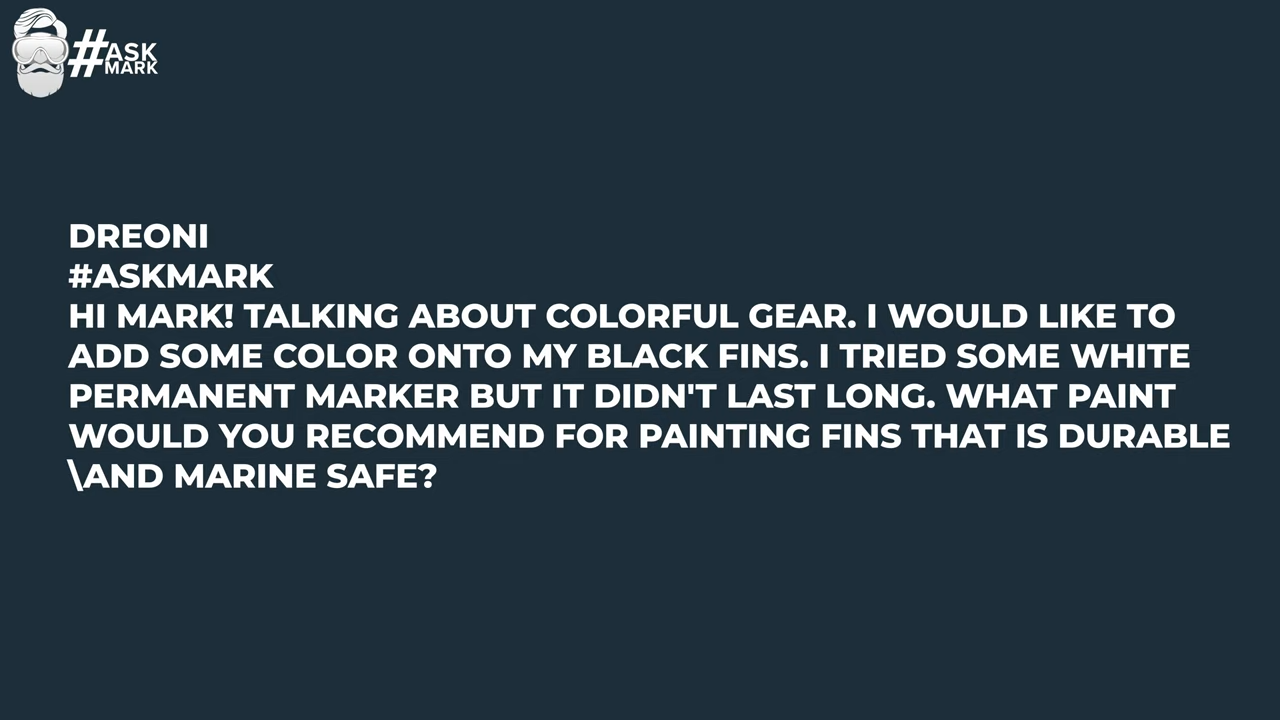 #ASK
MARK
DREONI
#ASKMARK
HI MARK! TALKING ABOUT COLORFUL GEAR. I WOULD LIKE TO
ADD SOME COLOR ONTO MY BLACK FINS. I TRIED SOME WHITE
PERMANENT MARKER BUT IT DIDN'T LAST LONG. WHAT PAINT
WOULD YOU RECOMMEND FOR PAINTING FINS THAT IS DURABLE
\AND MARINE SAFE?